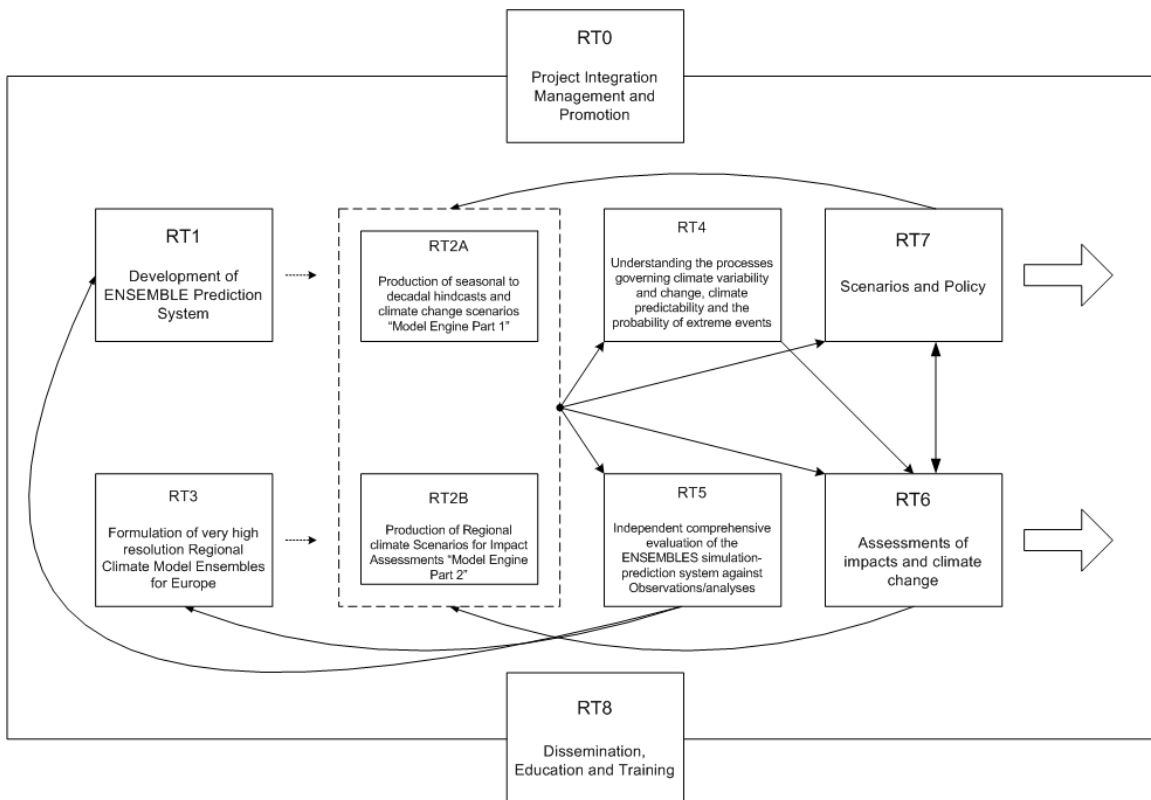 RT0
Project Integration
Management and
Promotion
RT1
Development of
ENSEMBLE Prediction
System
RT2A
Production of seasonal to
decadal hindcasts and
climate change scenarios
“Model Engine Part 1”
RT4
Understanding the processes
governing climate variability
and change, climate
predictability and the
probability of extreme events
RT7
Scenarios and Policy
RT3
Formulation of very high
resolution Regional
Climate Model Ensembles
for Europe
RT2B
Production of Regional
climate Scenarios for Impact
Assessments “Model Engine
Part 2”
RT5
Independent comprehensive
evaluation of the
ENSEMBLES simulation-
prediction system against
Observations/analyses
RT6
Assessments of
impacts and climate
change
RT8
Dissemination,
Education and Training